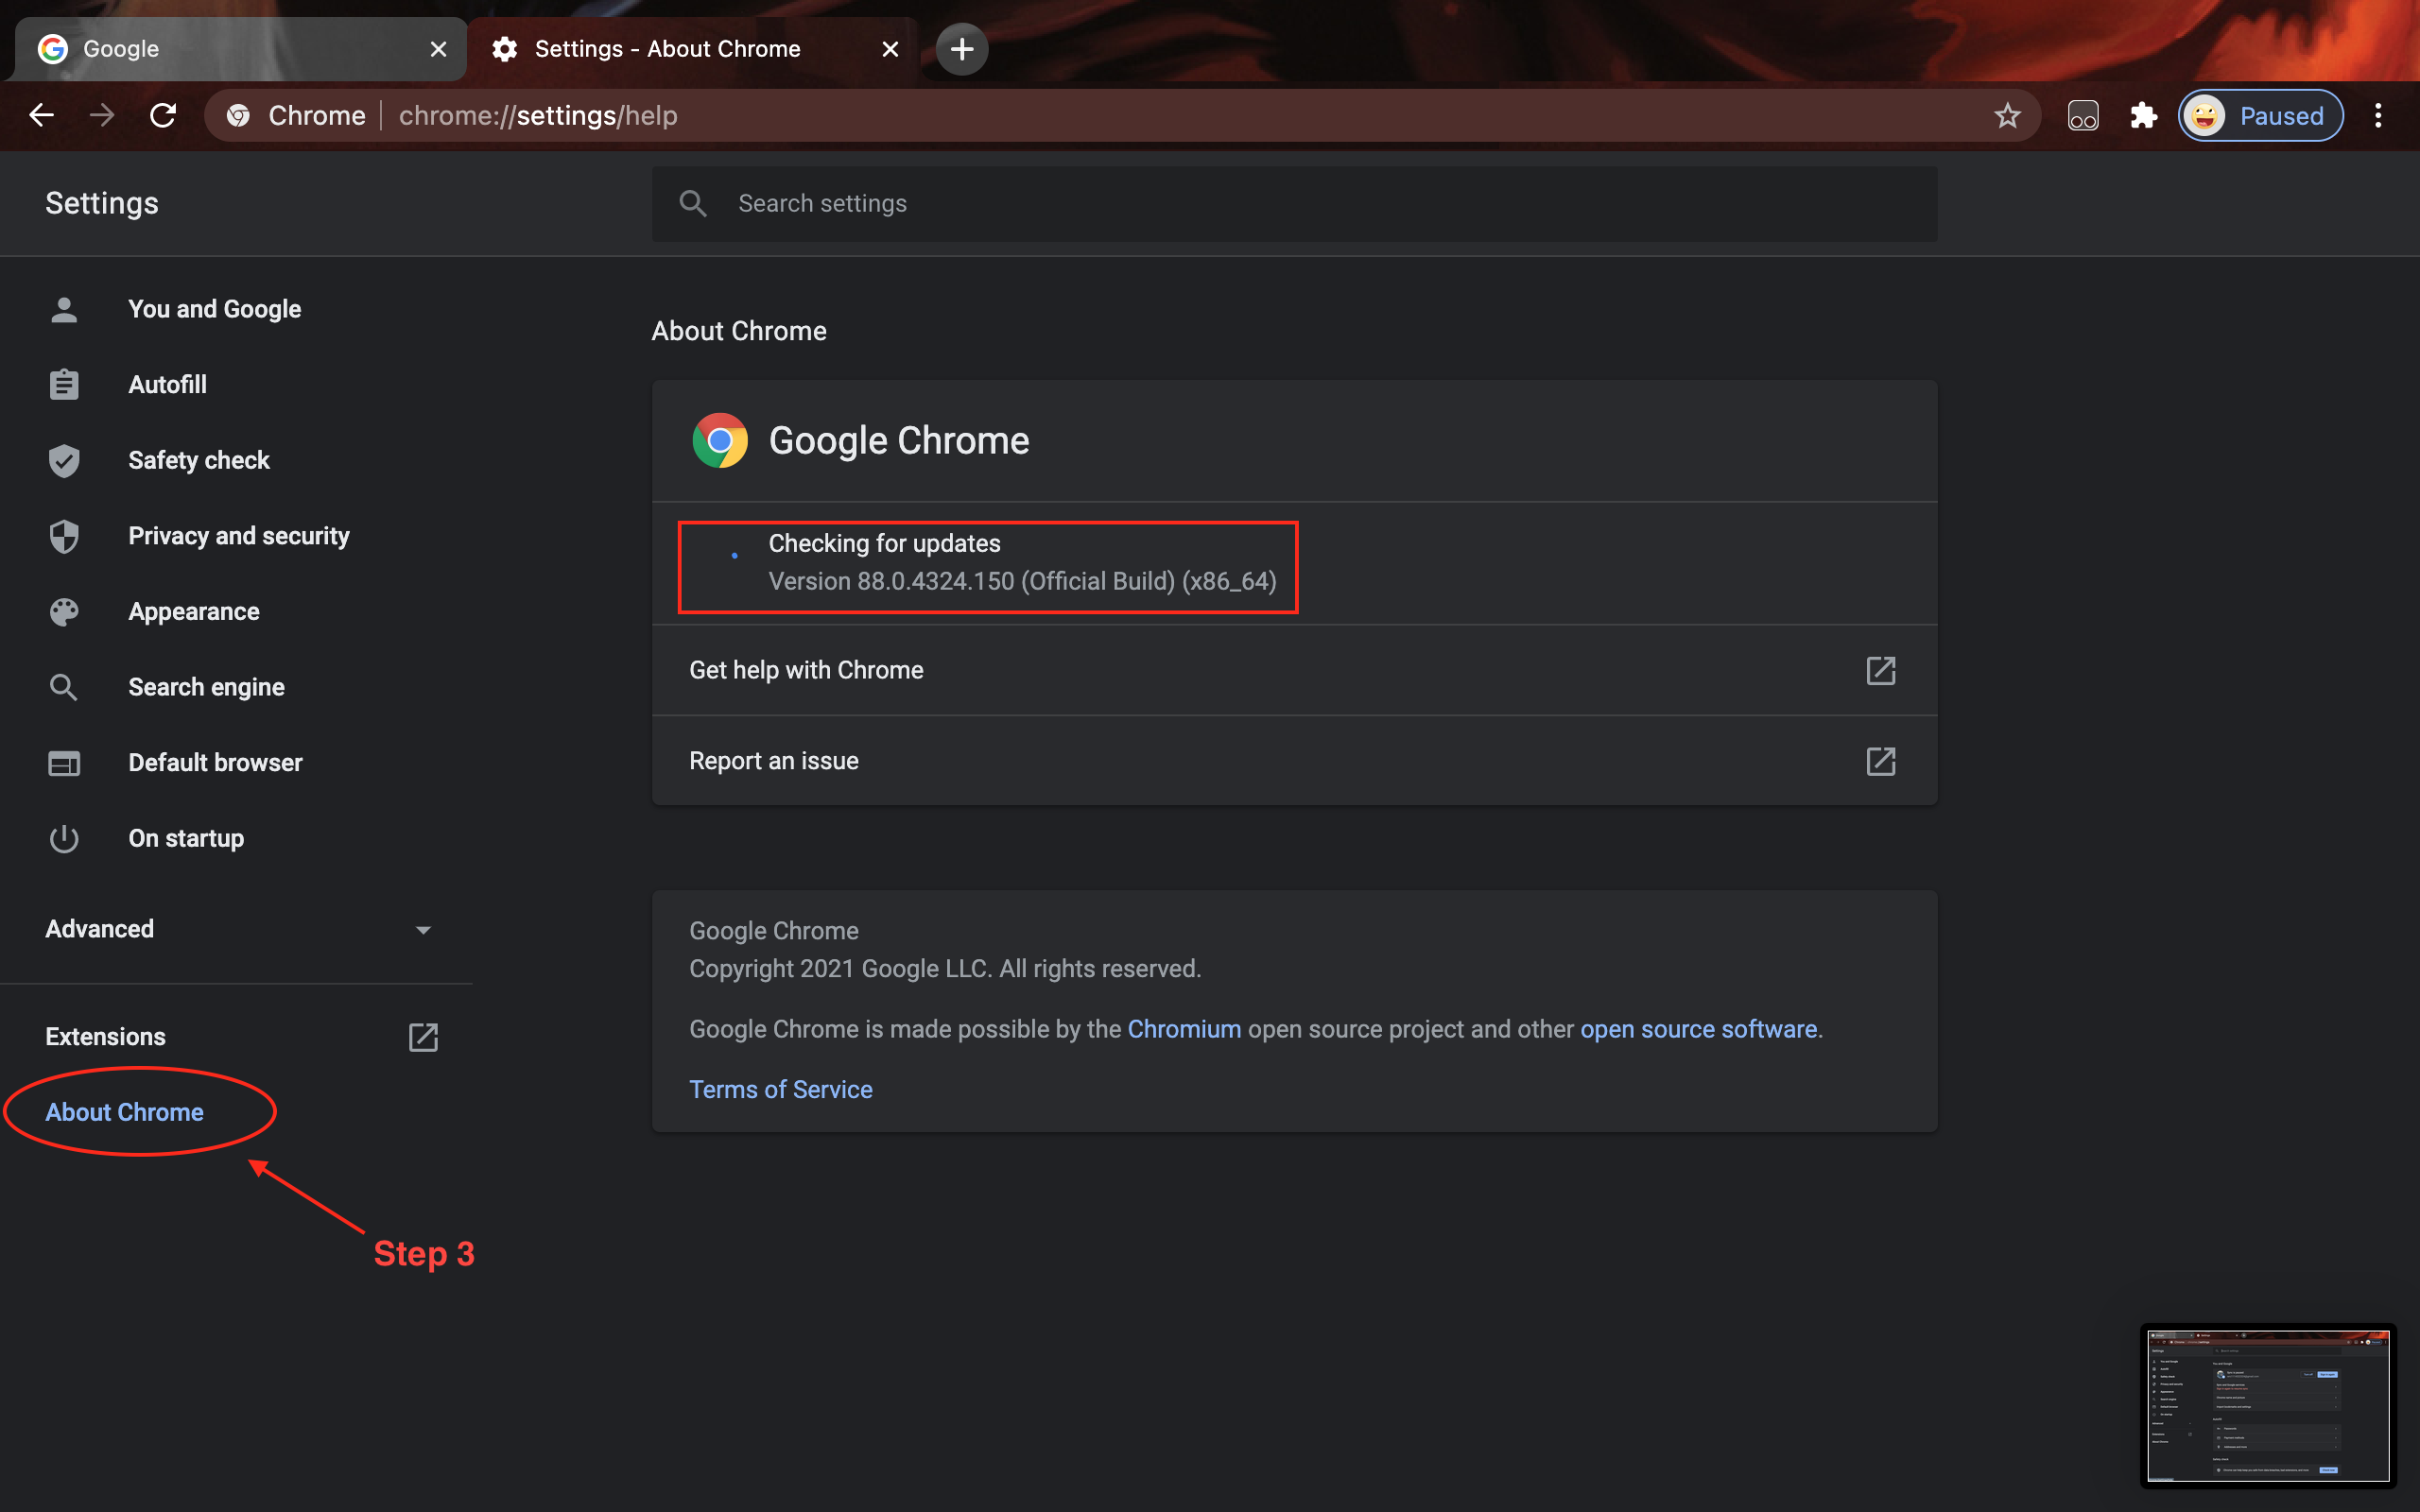 Google
Settings - About Chrome
Chrome
chrome://settings/help
Paused
Settings
Search settings
You and Google
Autofill
Safety check
Privacy and security
Appearance
Search engine
Default browser
On startup
Advanced
Extensions
About Chrome
Step 3
About Chrome
Google Chrome
Checking for updates
Version 88.0.4324.150 (Official Build) (x86_64)
Get help with Chrome
Report an issue
Google Chrome
Copyright 2021 Google LLC. All rights reserved.
Google Chrome is made possible by the Chromium open source project and other open source software.
Terms of Service